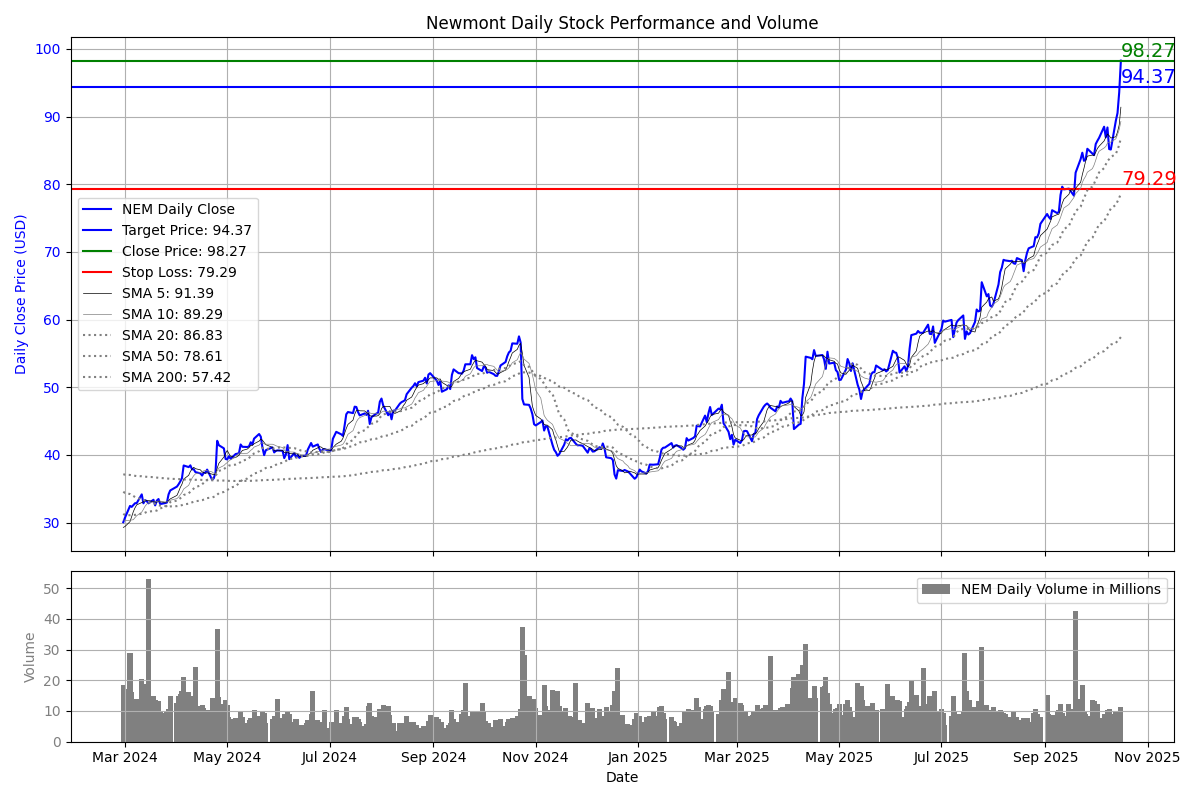 Newmont Daily Stock Performance and Volume
100
90
80
70
60
50
40
30
Daily Close Price (USD)
98.27
94.37
79.29
NEM Daily Close
Target Price: 94.37
Close Price: 98.27
Stop Loss: 79.29
SMA 5: 91.39
SMA 10: 89.29
SMA 20: 86.83
SMA 50: 78.61
SMA 200: 57.42
50
40
30
20
10
0
Volume
NEM Daily Volume in Millions
Mar 2024 May 2024 Jul 2024 Sep 2024 Nov 2024 Jan 2025 Mar 2025 May 2025 Jul 2025 Sep 2025 Nov 2025
Date